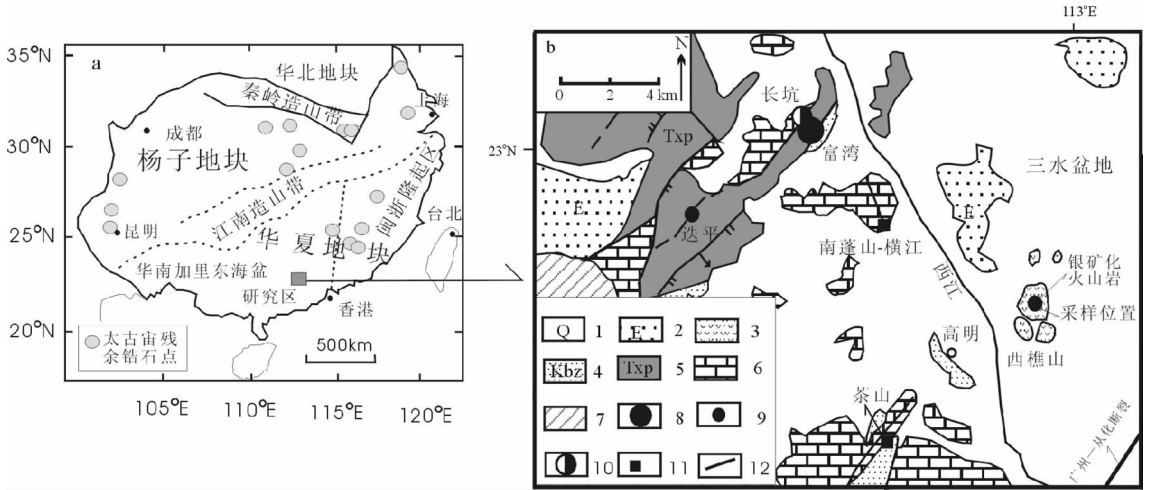 a
35°N
30°N
25°N
20°N
105°E
110°E
115°E
120°E
华北地块
秦岭造山带
上海
成都
杨子地块
江南造山带
闽浙隆起区
台北
昆明
华夏地块
华南加里东海盆
研究区
香港
太古宙残
余锆石点
500km
b
113°E
N
0 2 4 km
23°N
长坑
Txp
富湾
三水盆地
E
E
迭平
南蓬山-横江
西江
银矿化
火山岩
采样位置
高明
西樵山
茶山
广州—从化断裂
Q 1
E 2
3
Kbz 4
Txp 5
6
7
8
9
10
11
12